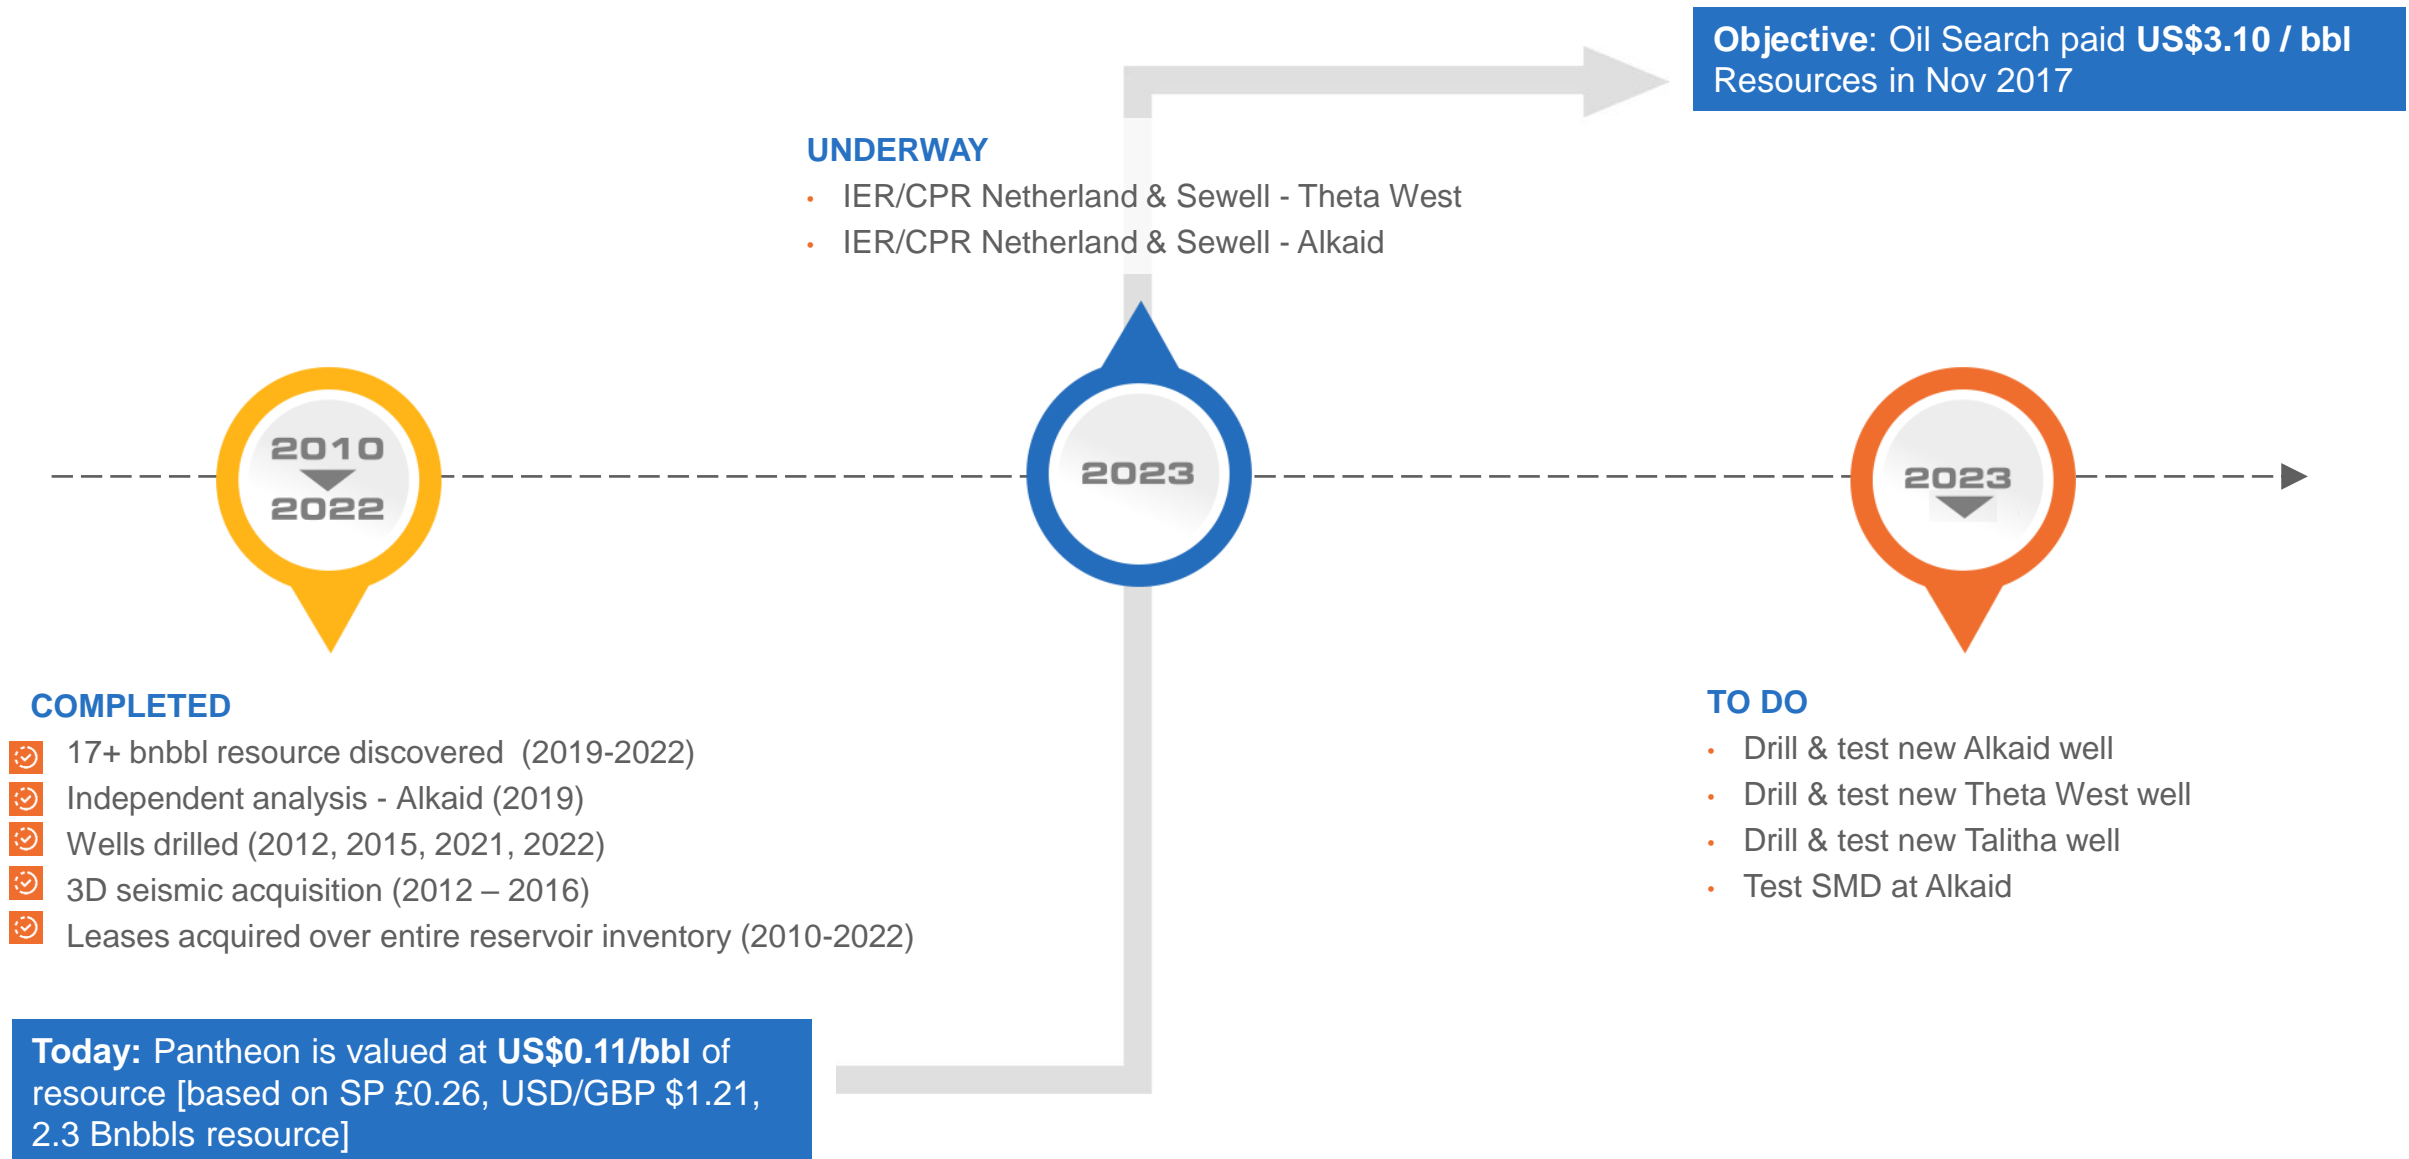 Objective: Oil Search paid US$3.10 / bbl
Resources in Nov 2017
UNDERWAY
• IER/CPR Netherland & Sewell - Theta West
• IER/CPR Netherland & Sewell - Alkaid
2010
2022
2023
2023
COMPLETED
17+ bnbbl resource discovered (2019-2022)
Independent analysis - Alkaid (2019)
Wells drilled (2012, 2015, 2021, 2022)
3D seismic acquisition (2012 – 2016)
Leases acquired over entire reservoir inventory (2010-2022)
TO DO
• Drill & test new Alkaid well
• Drill & test new Theta West well
• Drill & test new Talitha well
• Test SMD at Alkaid
Today: Pantheon is valued at US$0.11/bbl of
resource [based on SP £0.26, USD/GBP $1.21,
2.3 Bnbbls resource]